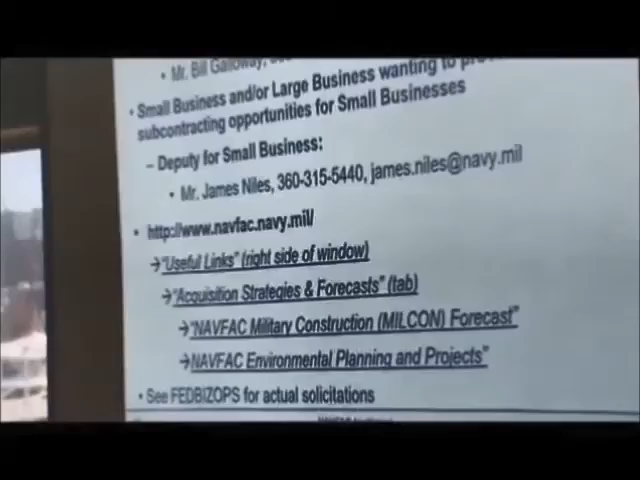 • Mr. Bill Galloway,
• Small Business and/or Large Business wanting to
subcontracting opportunities for Small Businesses
– Deputy for Small Business:
• Mr. James Niles, 360-315-5440, james.niles@navy.mil
• http://www.navfac.navy.mil/
→"Useful Links" (right side of window)
→"Acquisition Strategies & Forecasts" (tab)
→"NAVFAC Military Construction (MILCON) Forecast"
→NAVFAC Environmental Planning and Projects"
• See FEDBIZOPS for actual solicitations